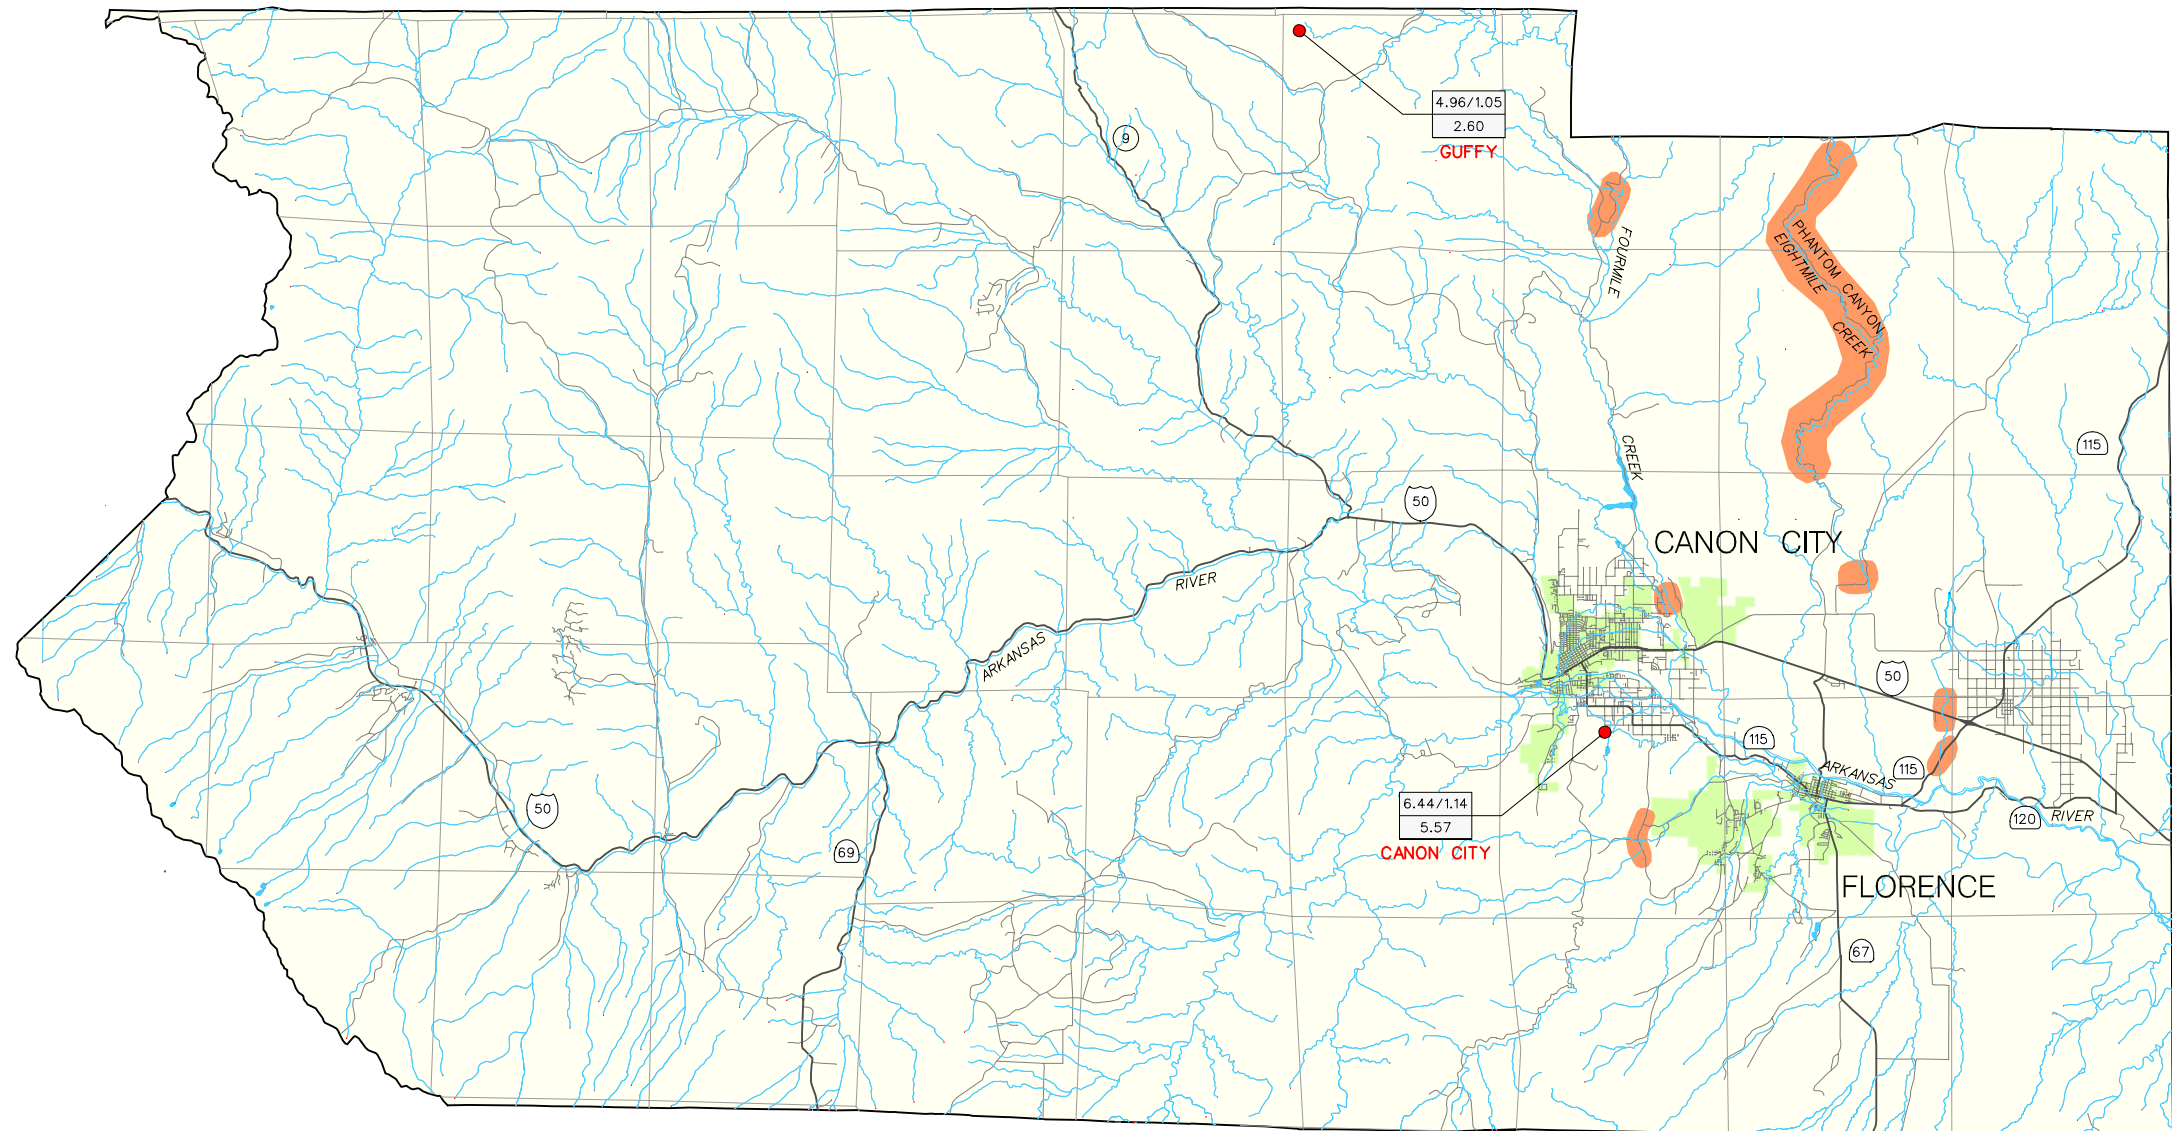 4.96/1.05
2.60
GUFFY
9
FOURMILE
PHANTOM CANYON
EIGHTMILE
CREEK
CREEK
115
50
CANON CITY
RIVER
ARKANSAS
50
115
ARKANSAS
115
50
6.44/1.14
5.57
CANON CITY
120
RIVER
69
FLORENCE
67